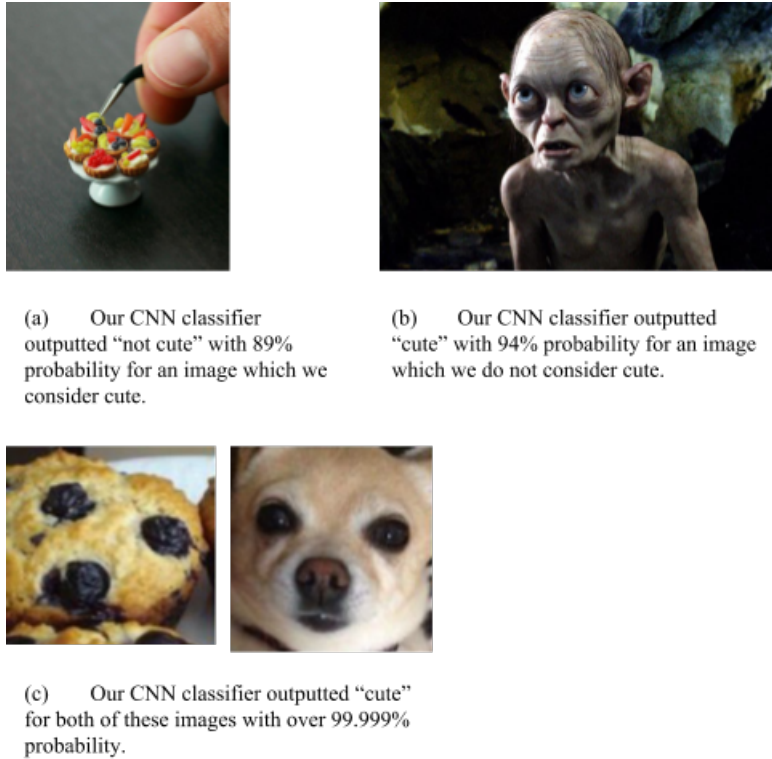 (a) Our CNN classifier
outputted “not cute” with 89%
probability for an image which we
consider cute.
(b) Our CNN classifier outputted
“cute” with 94% probability for an image
which we do not consider cute.
(c) Our CNN classifier outputted “cute”
for both of these images with over 99.999%
probability.